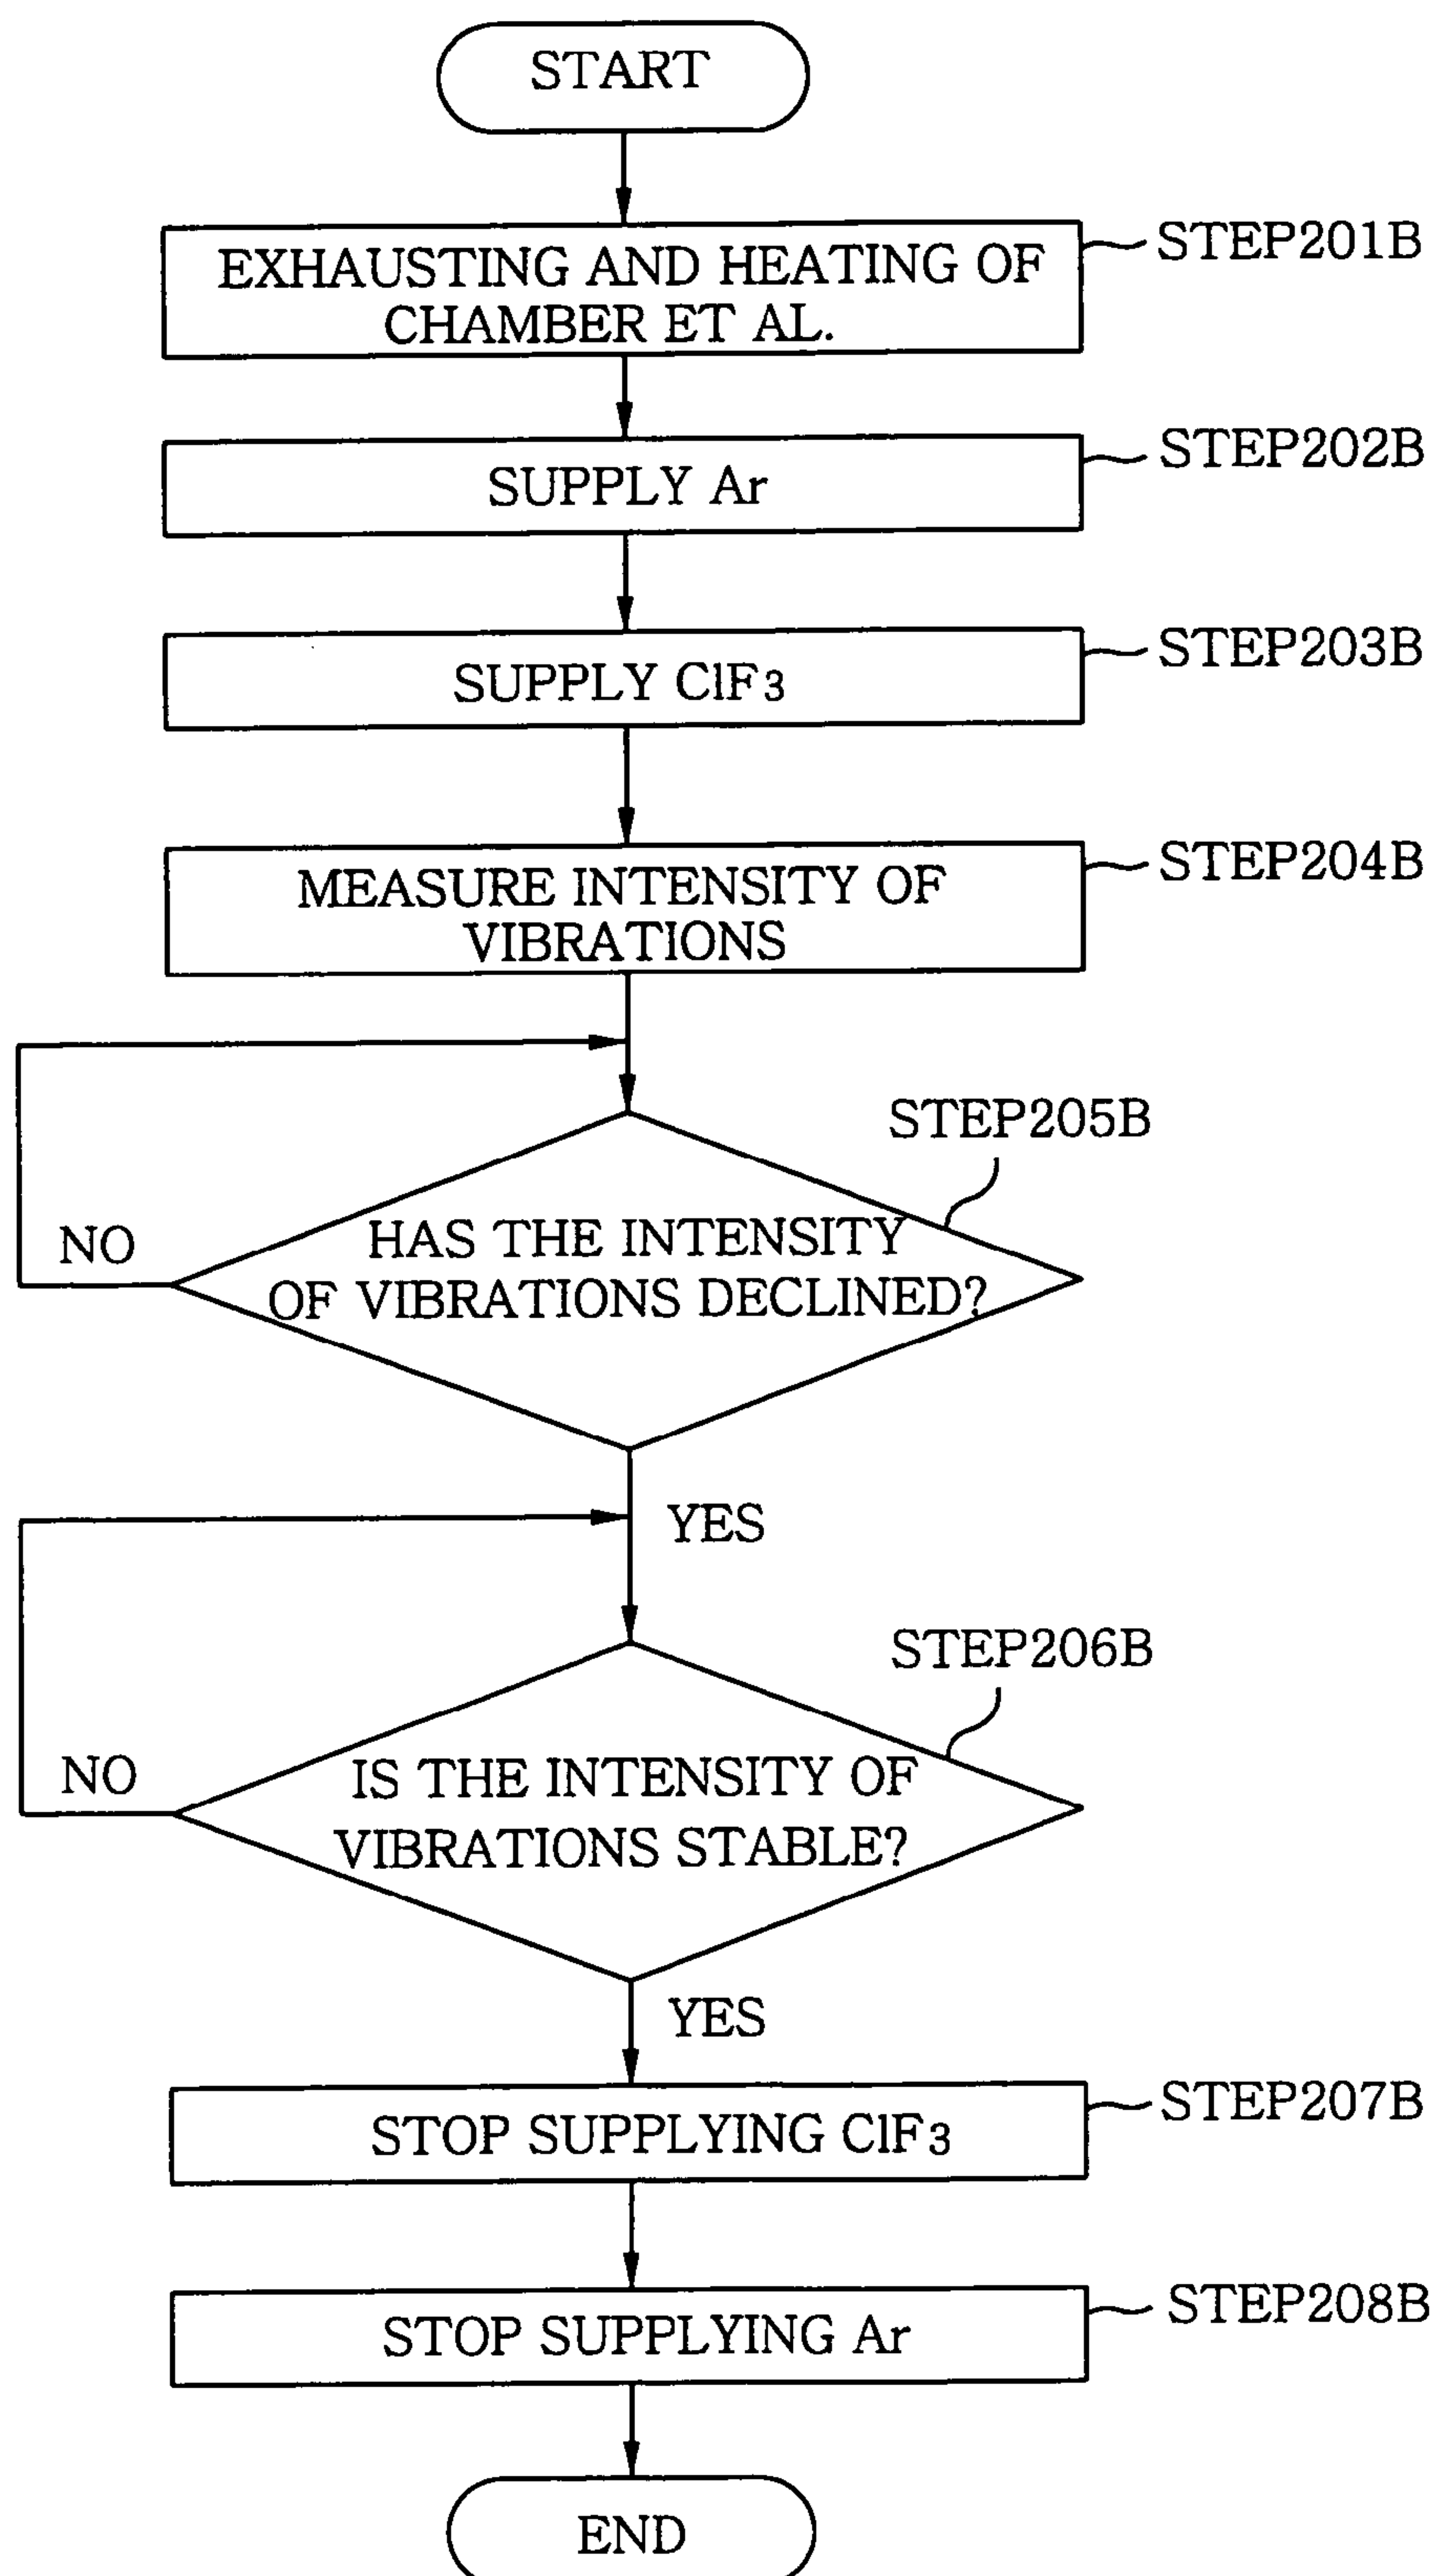 START
EXHAUSTING AND HEATING OF
CHAMBER ET AL.
STEP201B
SUPPLY Ar
STEP202B
SUPPLY ClF3
STEP203B
MEASURE INTENSITY OF
VIBRATIONS
STEP204B
STEP205B
HAS THE INTENSITY
OF VIBRATIONS DECLINED?
NO
YES
STEP206B
IS THE INTENSITY OF
VIBRATIONS STABLE?
NO
YES
STOP SUPPLYING ClF3
STEP207B
STOP SUPPLYING Ar
STEP208B
END